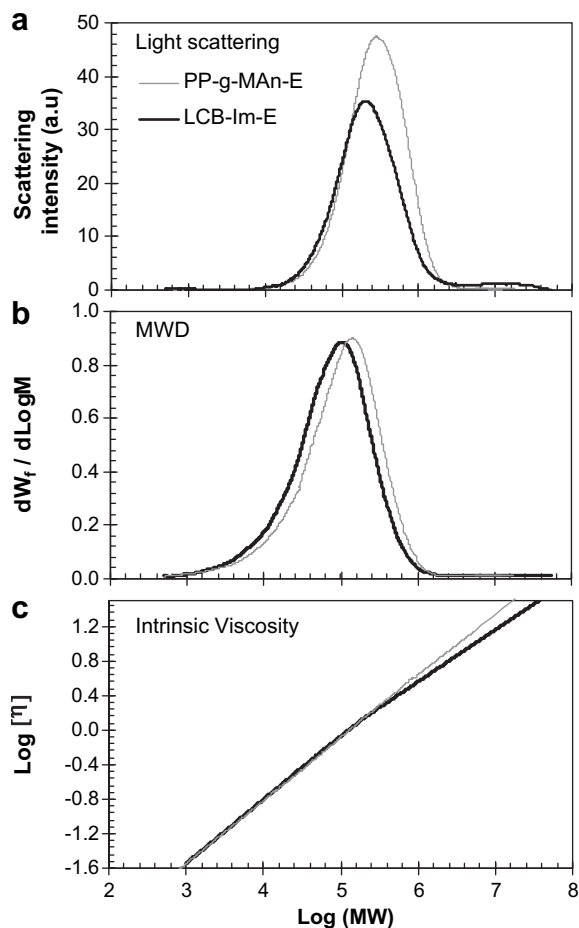 a
50
40
30
20
10
0
Scattering
intensity (a.u)
Light scattering
PP-g-MAn-E
LCB-Im-E
b
1.0
0.8
0.6
0.4
0.2
0.0
dWf / dLogM
MWD
c
1.2
0.8
0.4
0.0
-0.4
-0.8
-1.2
-1.6
Log [η]
Intrinsic Viscosity
2 3 4 5 6 7 8
Log (MW)